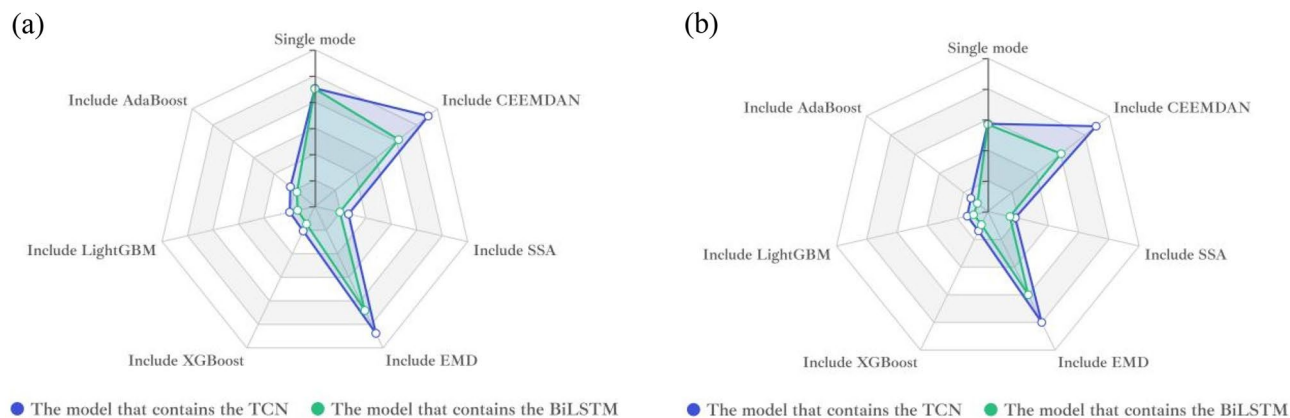 (a)
Single mode
Include AdaBoost
Include CEEMDAN
Include LightGBM
Include SSA
Include XGBoost
Include EMD
The model that contains the TCN
The model that contains the BiLSTM
(b)
Single mode
Include AdaBoost
Include CEEMDAN
Include LightGBM
Include SSA
Include XGBoost
Include EMD
The model that contains the TCN
The model that contains the BiLSTM